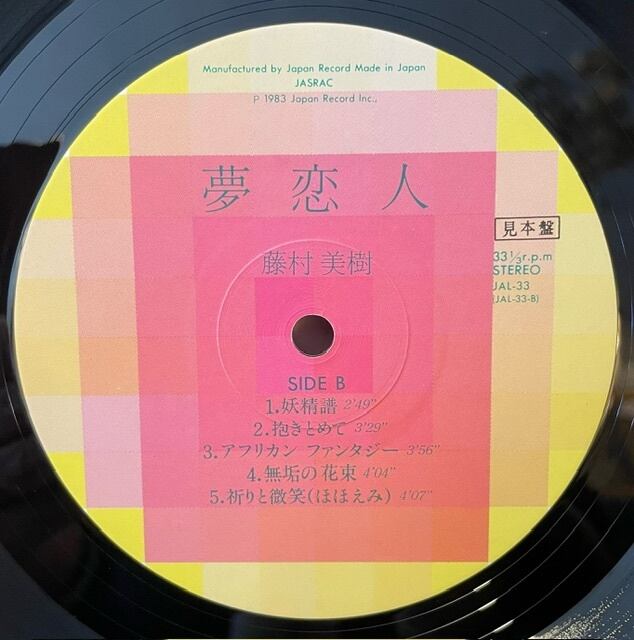 Manufactured by Japan Record Made in Japan
JASRAC
℗ 1983 Japan Record Inc.,
夢恋人
見本盤
藤村美樹
33⅓r.p.m
STEREO
JAL-33
(JAL-33-B)
SIDE B
1.妖精譜 2'49"
2.抱きとめて 3'29"
3.アフリカン ファンタジー 3'56"
4.無垢の花束 4'04"
5.祈りと微笑(ほほえみ) 4'07"